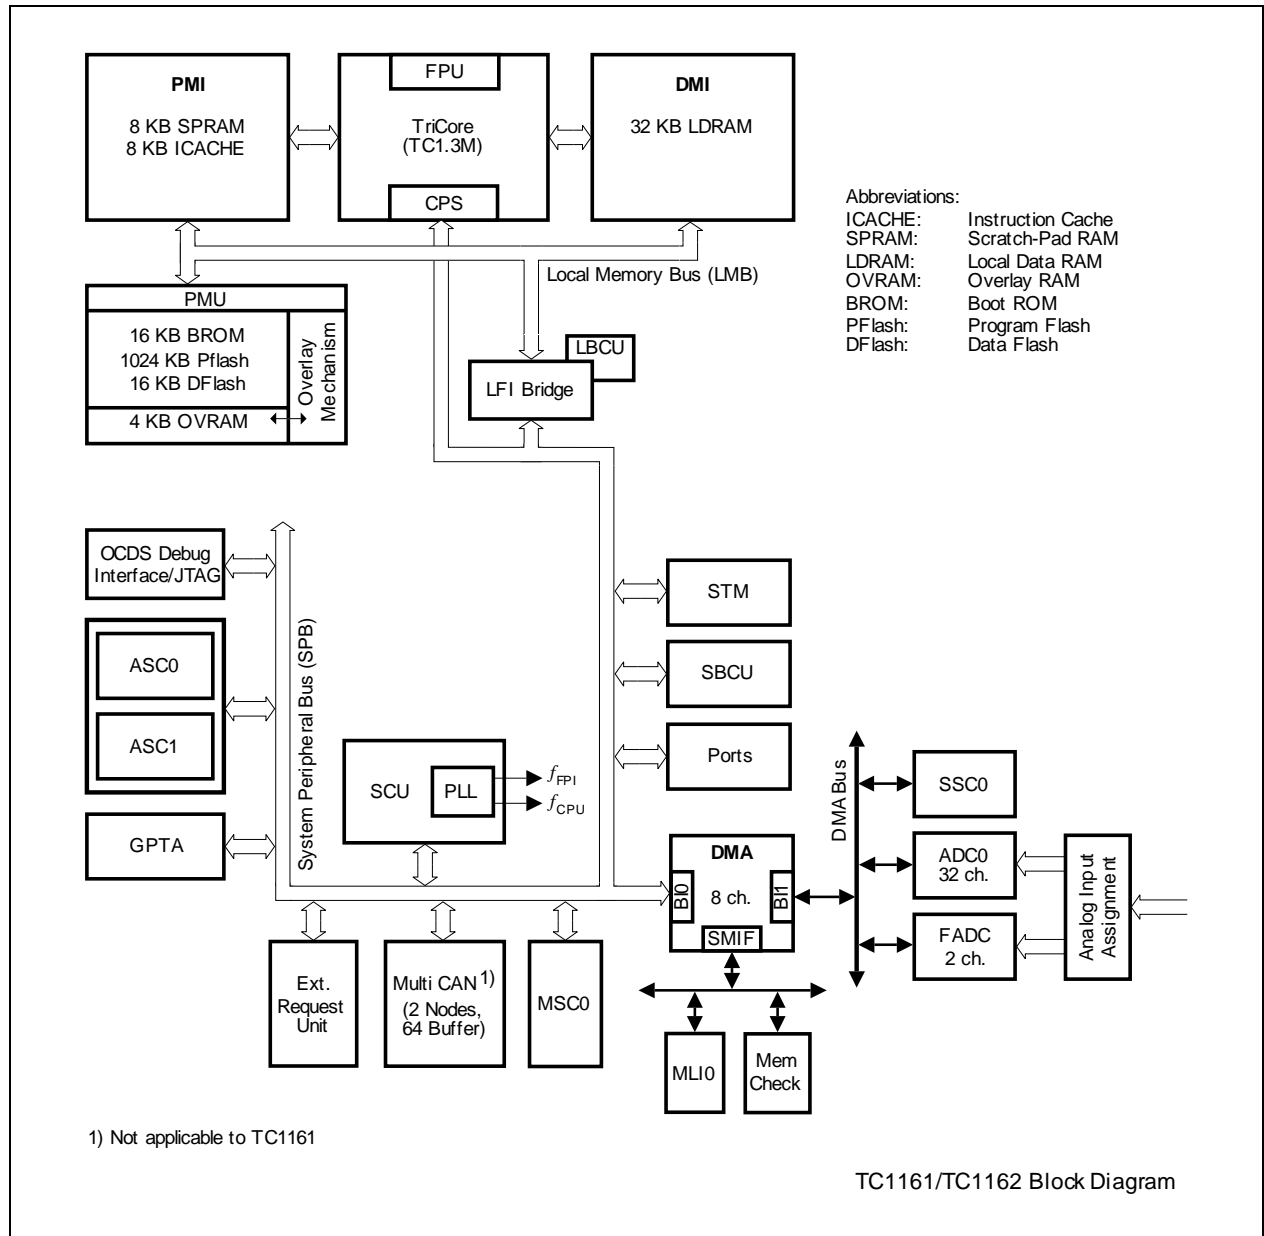 PMI
8 KB SPRAM
8 KB ICACHE
FPU
TriCore
(TC1.3M)
CPS
DMI
32 KB LDRAM
Abbreviations:
ICACHE: Instruction Cache
SPRAM: Scratch-Pad RAM
LDRAM: Local Data RAM
OVRAM: Overlay RAM
BROM: Boot ROM
PFlash: Program Flash
DFlash: Data Flash
Local Memory Bus (LMB)
PMU
16 KB BROM
1024 KB Pflash
16 KB DFlash
4 KB OVRAM
Overlay
Mechanism
LBCU
LFI Bridge
OCDS Debug
Interface/JTAG
ASC0
ASC1
GPTA
System Peripheral Bus (SPB)
SCU
PLL
fFPI
fCPU
STM
SBCU
Ports
DMA
BI0
8 ch.
BI1
SMIF
DMA Bus
SSC0
ADC0
32 ch.
FADC
2 ch.
Analog Input
Assignment
Ext.
Request
Unit
Multi CAN1)
(2 Nodes,
64 Buffer)
MSC0
MLI0
Mem
Check
1) Not applicable to TC1161
TC1161/TC1162 Block Diagram